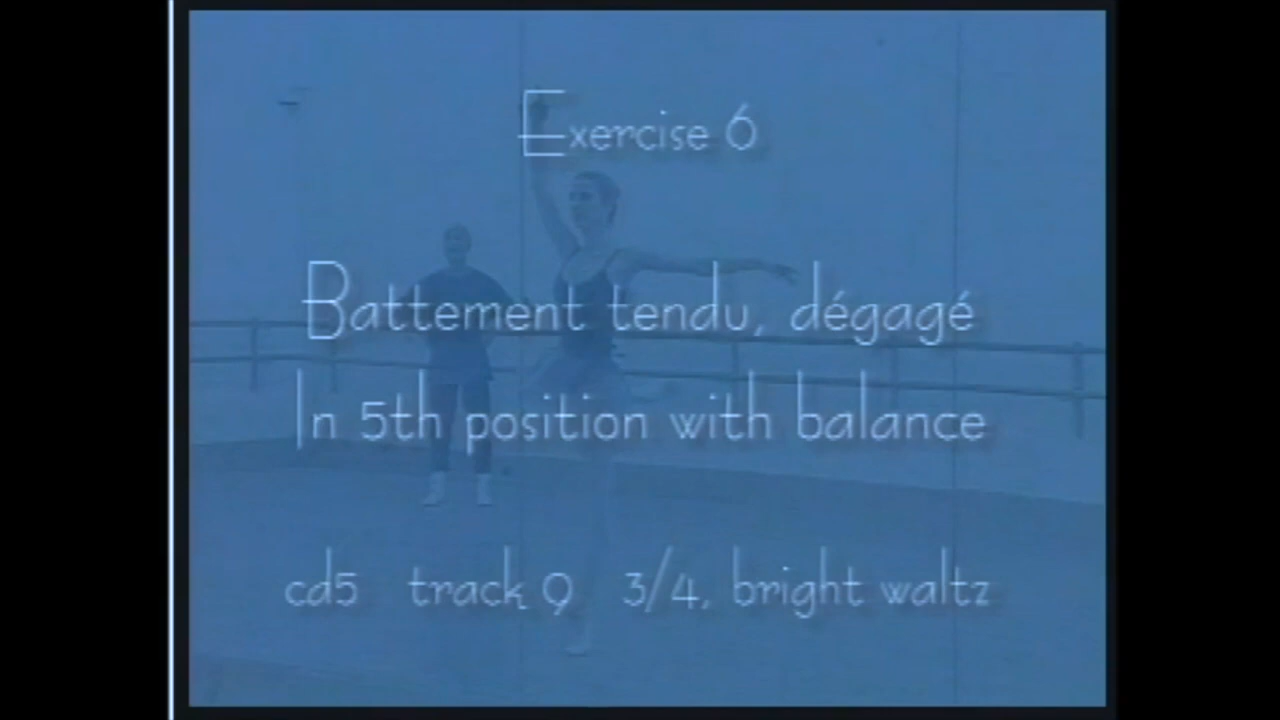 Exercise 6
Battement tendu, dégagé
In 5th position with balance
cd5 track 9 3/4, bright waltz